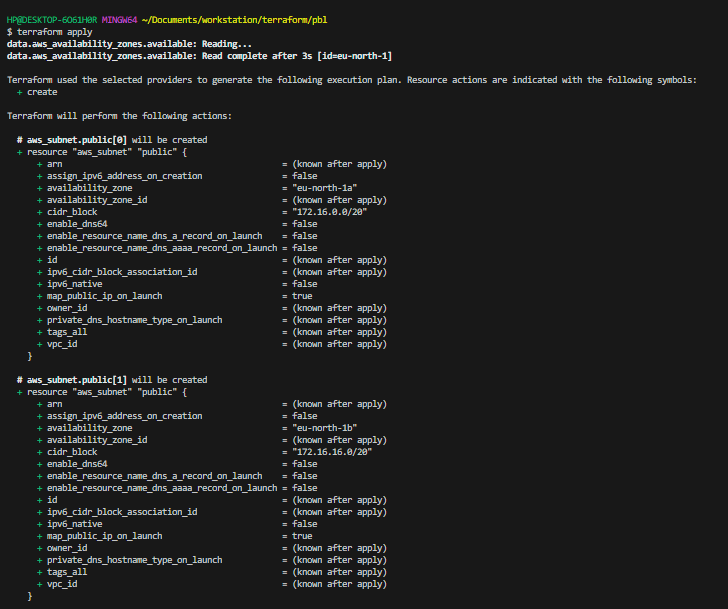 HP@DESKTOP-6O61H0R MINGW64 ~/Documents/workstation/terraform/pbl
$ terraform apply
data.aws_availability_zones.available: Reading...
data.aws_availability_zones.available: Read complete after 3s [id=eu-north-1]
Terraform used the selected providers to generate the following execution plan. Resource actions are indicated with the following symbols:
+ create
Terraform will perform the following actions:
# aws_subnet.public[0] will be created
+ resource "aws_subnet" "public" {
+ arn = (known after apply)
+ assign_ipv6_address_on_creation = false
+ availability_zone = "eu-north-1a"
+ availability_zone_id = (known after apply)
+ cidr_block = "172.16.0.0/20"
+ enable_dns64 = false
+ enable_resource_name_dns_a_record_on_launch = false
+ enable_resource_name_dns_aaaa_record_on_launch = false
+ id = (known after apply)
+ ipv6_cidr_block_association_id = (known after apply)
+ ipv6_native = false
+ map_public_ip_on_launch = true
+ owner_id = (known after apply)
+ private_dns_hostname_type_on_launch = (known after apply)
+ tags_all = (known after apply)
+ vpc_id = (known after apply)
}
# aws_subnet.public[1] will be created
+ resource "aws_subnet" "public" {
+ arn = (known after apply)
+ assign_ipv6_address_on_creation = false
+ availability_zone = "eu-north-1b"
+ availability_zone_id = (known after apply)
+ cidr_block = "172.16.16.0/20"
+ enable_dns64 = false
+ enable_resource_name_dns_a_record_on_launch = false
+ enable_resource_name_dns_aaaa_record_on_launch = false
+ id = (known after apply)
+ ipv6_cidr_block_association_id = (known after apply)
+ ipv6_native = false
+ map_public_ip_on_launch = true
+ owner_id = (known after apply)
+ private_dns_hostname_type_on_launch = (known after apply)
+ tags_all = (known after apply)
+ vpc_id = (known after apply)
}